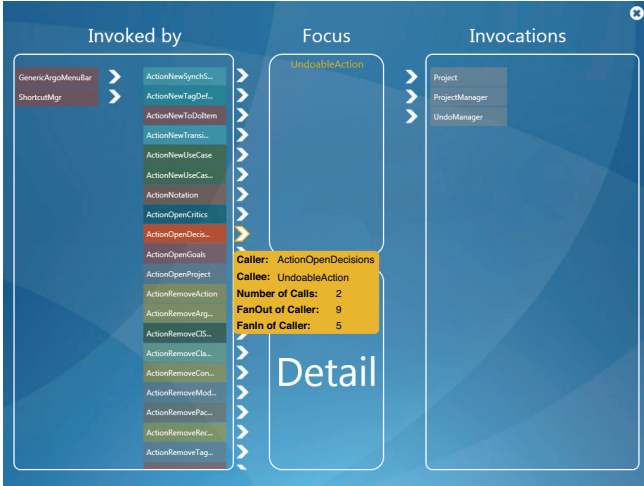 Invoked by
Focus
Invocations
GenericArgoMenuBar
ShortcutMgr
ActionNewSynchS...
ActionNewTagDef...
ActionNewToDoItem
ActionNewTransi...
ActionNewUseCase
ActionNewUseCas...
ActionNotation
ActionOpenCritics
ActionOpenDecis...
ActionOpenGoals
ActionOpenProject
ActionRemoveAction
ActionRemoveArg...
ActionRemoveCIS...
ActionRemoveCla...
ActionRemoveCon...
ActionRemoveMod...
ActionRemovePac...
ActionRemoveRec...
ActionRemoveTag...
UndoableAction
Caller: ActionOpenDecisions
Callee: UndoableAction
Number of Calls: 2
FanOut of Caller: 9
FanIn of Caller: 5
Detail
Project
ProjectManager
UndoManager